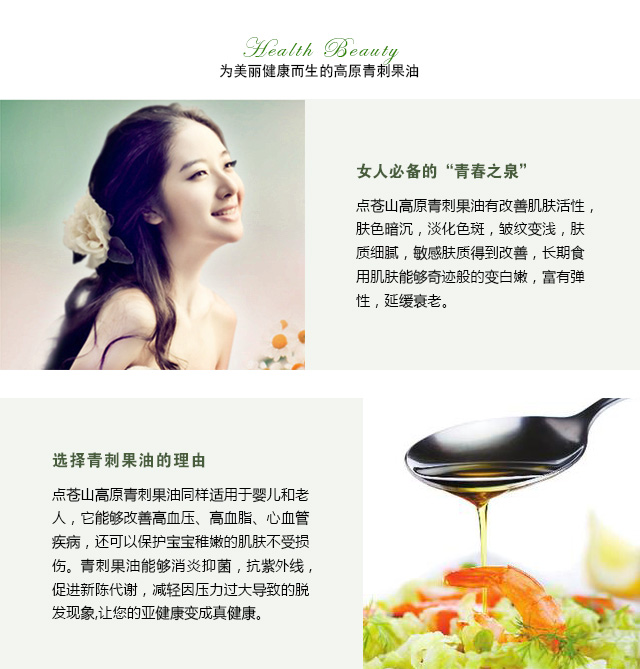 Health Beauty
为美丽健康而生的高原青刺果油
女人必备的“青春之泉”
点苍山高原青刺果油有改善肌肤活性，
肤色暗沉，淡化色斑，皱纹变浅，肤
质细腻，敏感肤质得到改善，长期食
用肌肤能够奇迹般的变白嫩，富有弹
性，延缓衰老。
选择青刺果油的理由
点苍山高原青刺果油同样适用于婴儿和老
人，它能够改善高血压、高血脂、心血管
疾病，还可以保护宝宝稚嫩的肌肤不受损
伤。青刺果油能够消炎抑菌，抗紫外线，
促进新陈代谢，减轻因压力过大导致的脱
发现象,让您的亚健康变成真健康。